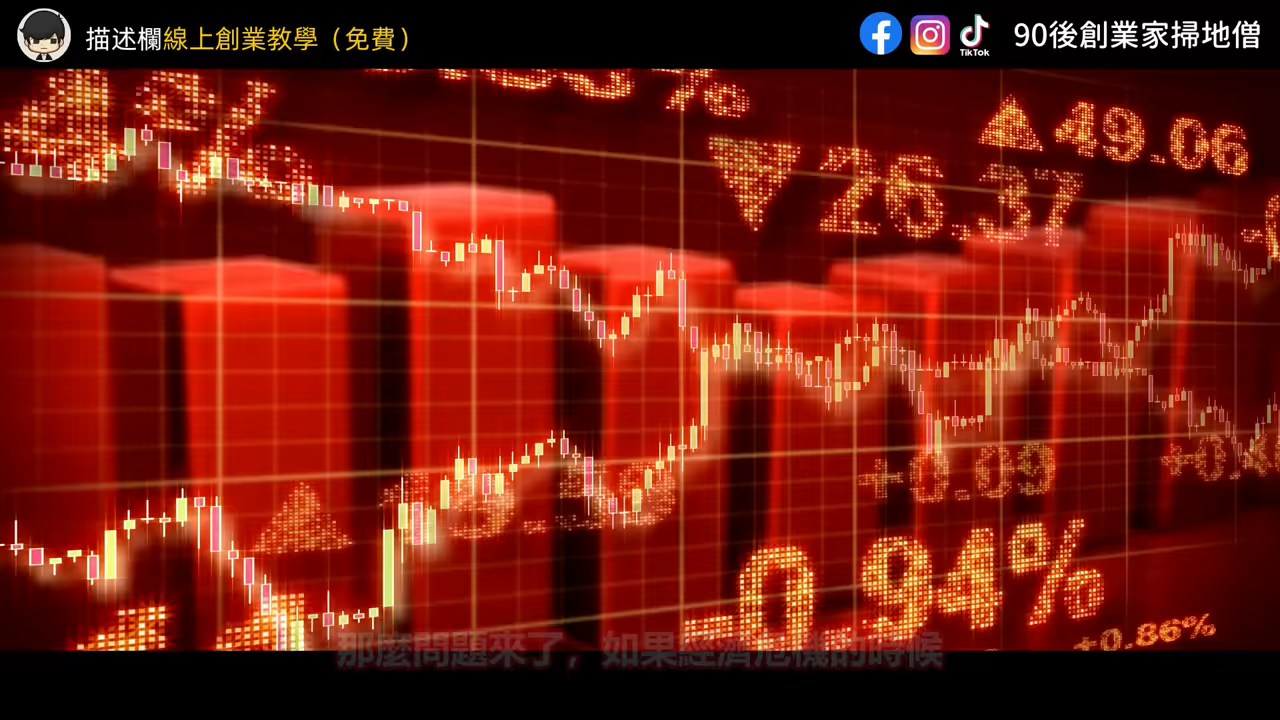 描述欄線上創業教學（免費）
TikTok
90後創業家掃地僧
▲49.06
▼26.37
+0.09
-0.94%
+0.86%
那麼問題來了，如果經濟危機的時候